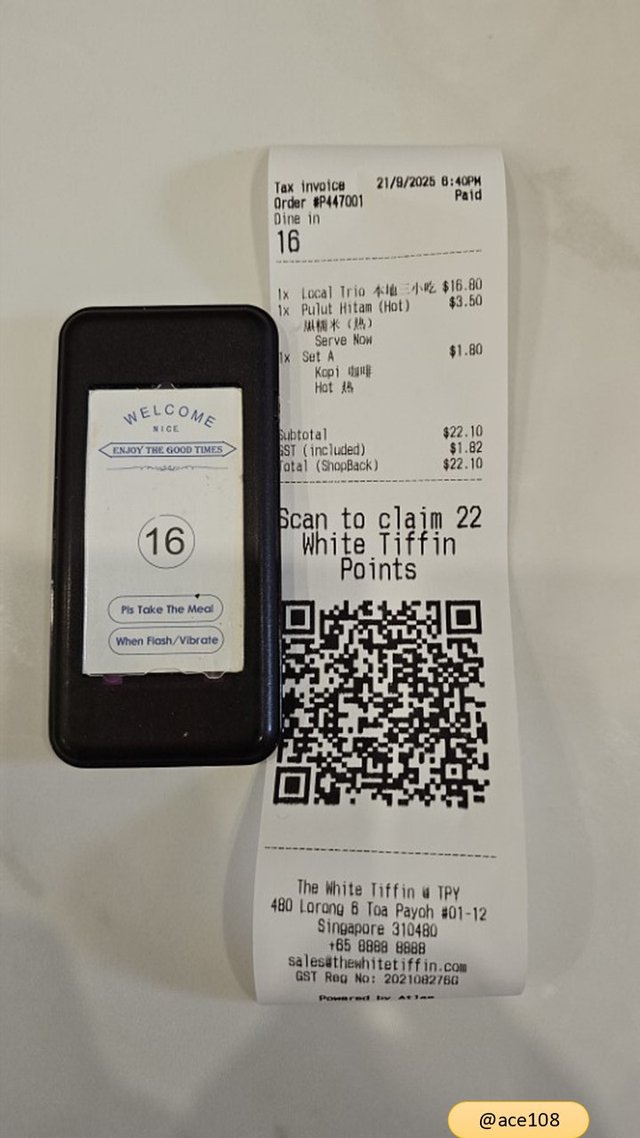 Tax invoice 21/9/2025 6:40PM
Order #P447001 Paid
Dine in
16
1x Local Trio 本地三小吃 $16.80
1x Pulut Hitam (Hot) $3.50
黑糯米 (热)
Serve Now
1x Set A $1.80
Kopi 咖啡
Hot 热
Subtotal $22.10
GST (included) $1.82
Total (ShopBack) $22.10
Scan to claim 22
White Tiffin
Points
The White Tiffin @ TPY
480 Lorong 6 Toa Payoh #01-12
Singapore 310480
+65 8888 8888
sales@thewhitetiffin.com
GST Reg No: 202108276G
Powered by Atlas
WELCOME
NICE
ENJOY THE GOOD TIMES
16
Pls Take The Meal
When Flash/Vibrate
@ace108